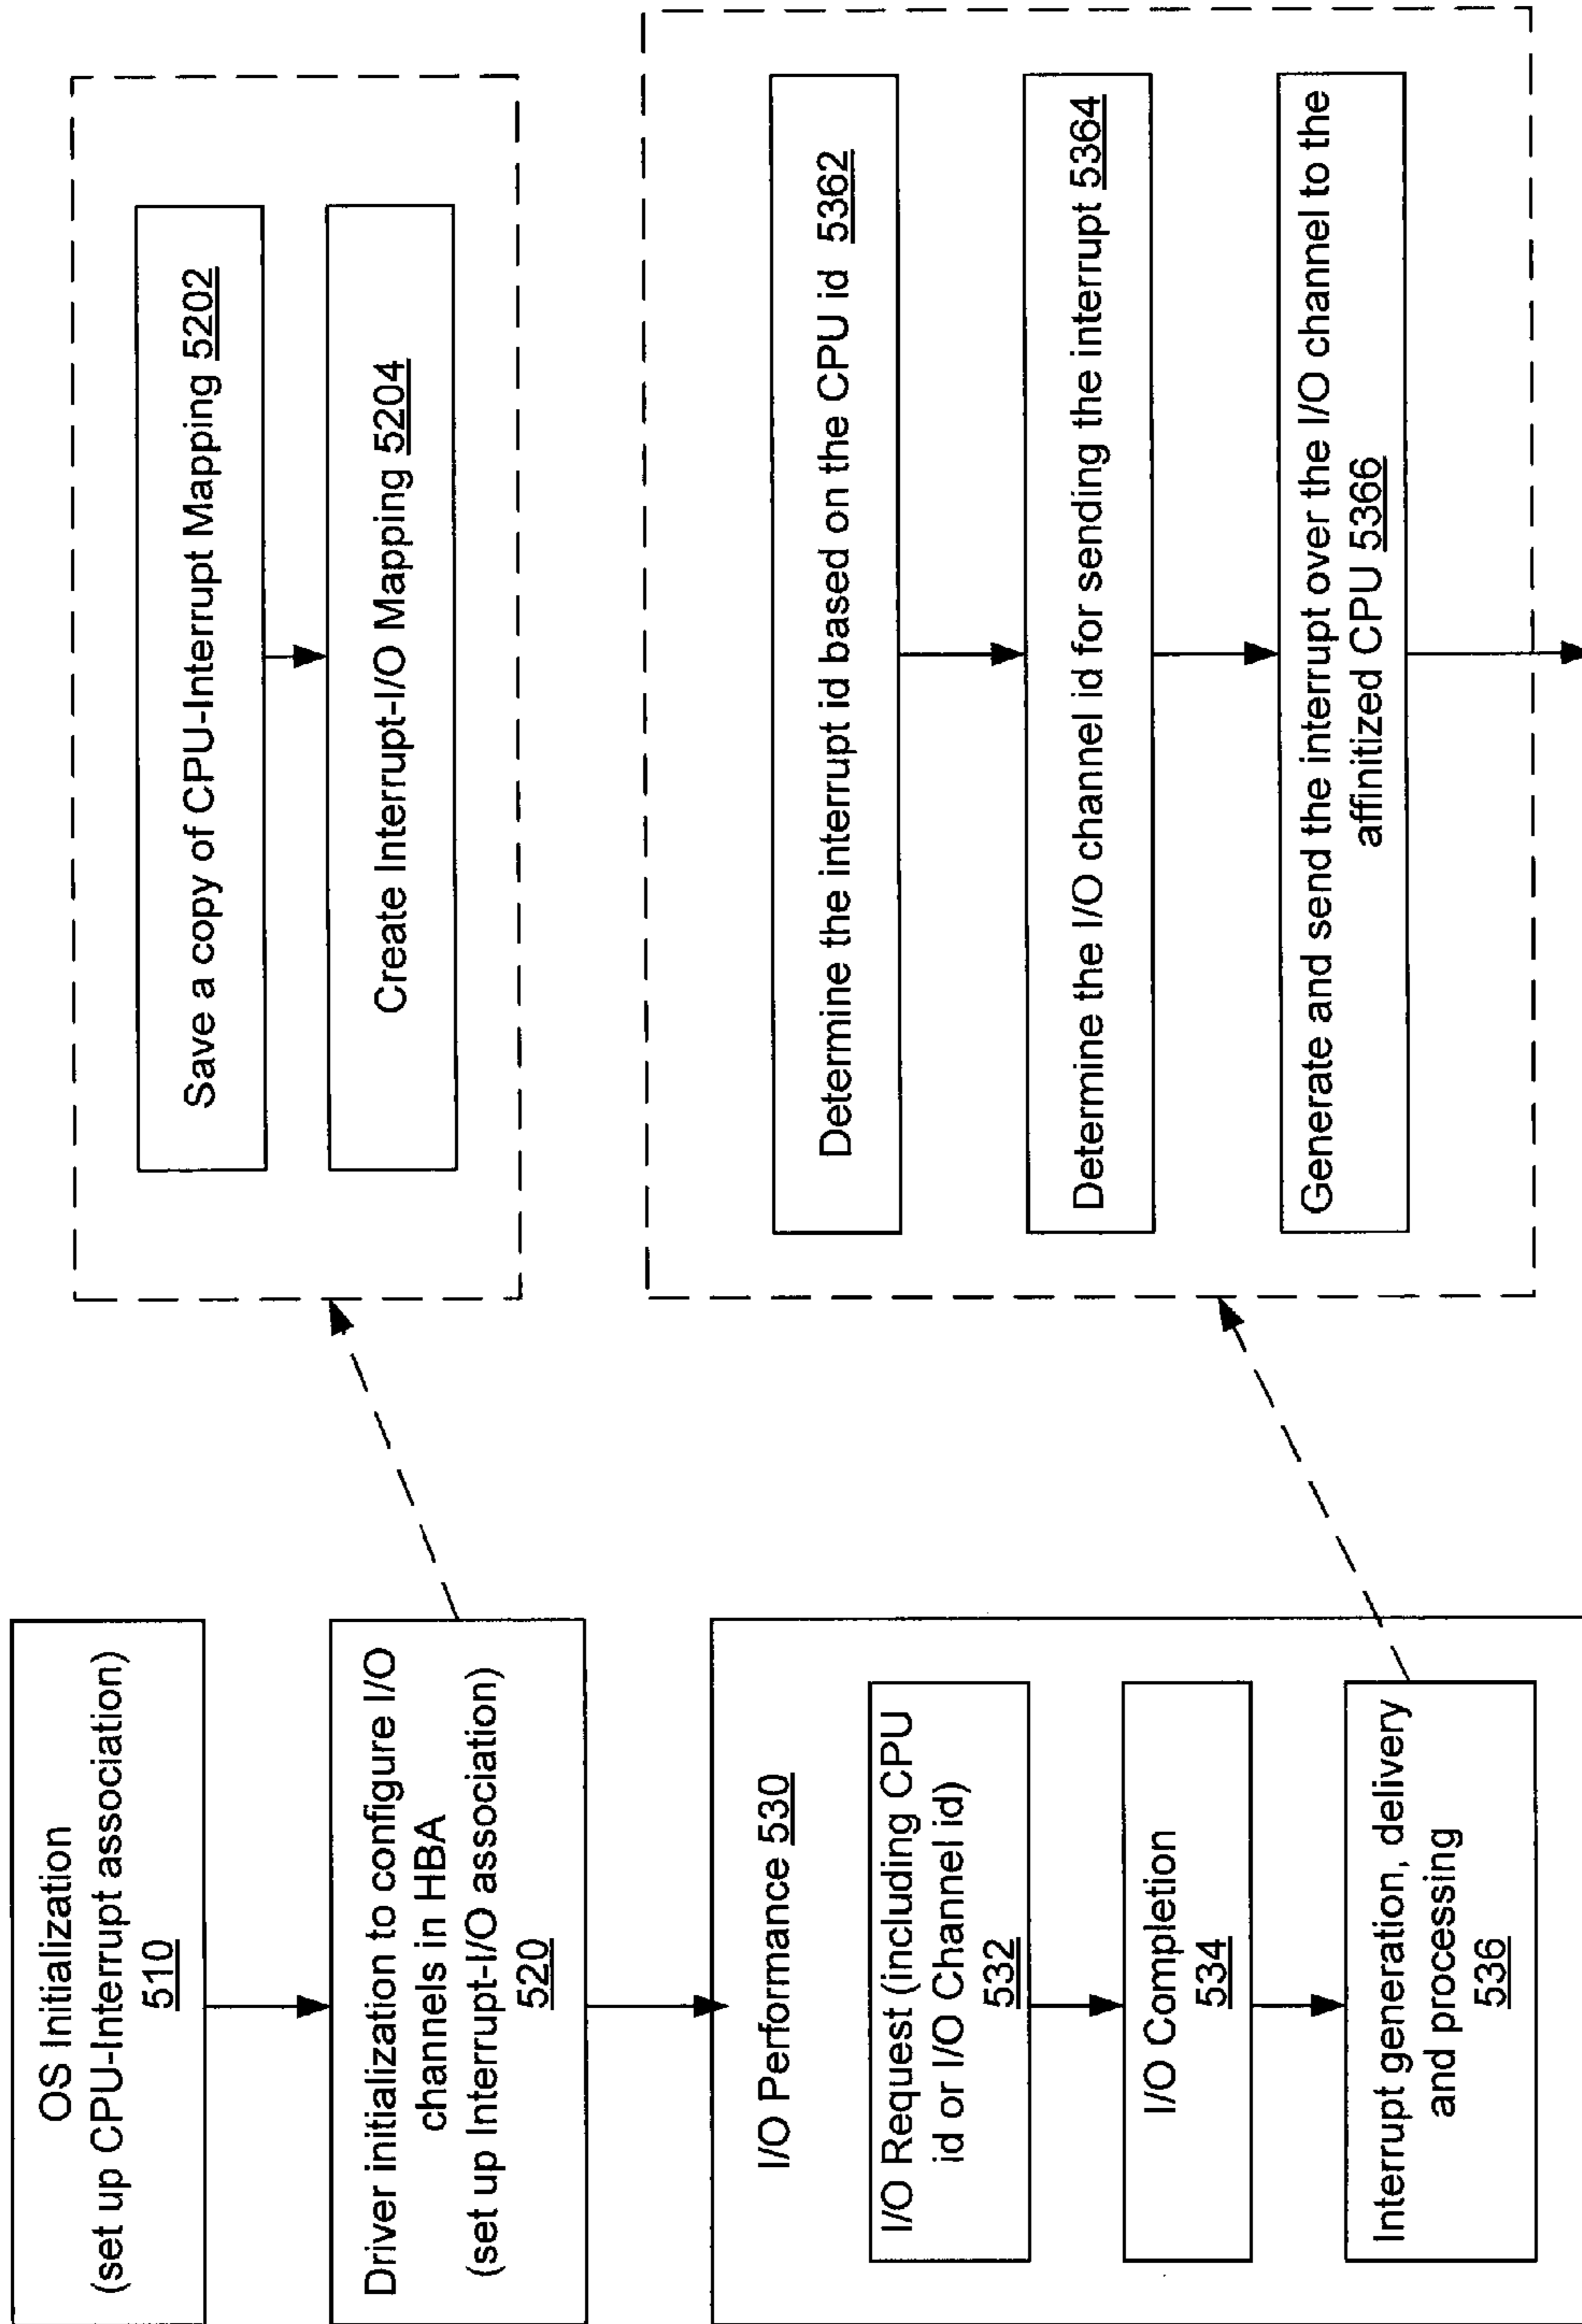 OS Initialization
(set up CPU-Interrupt association)
510
Driver initialization to configure I/O
channels in HBA
(set up Interrupt-I/O association)
520
I/O Performance 530
I/O Request (including CPU
id or I/O Channel id)
532
I/O Completion
534
Interrupt generation, delivery
and processing
536
Save a copy of CPU-Interrupt Mapping 5202
Create Interrupt-I/O Mapping 5204
Determine the interrupt id based on the CPU id 5362
Determine the I/O channel id for sending the interrupt 5364
Generate and send the interrupt over the I/O channel to the
affinitized CPU 5366